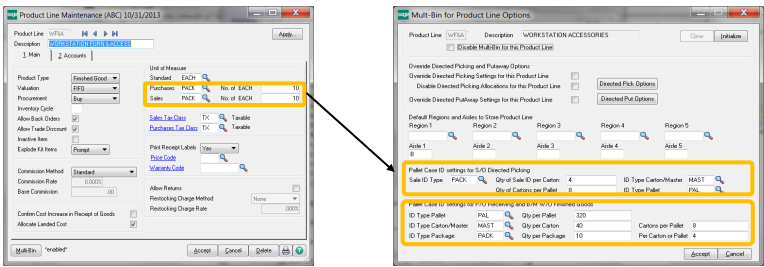 sage Product Line Maintenance (ABC) 10/31/2013
Product Line WF&A Apply...
Description WORKSTATION FURN & ACCESS
1. Main 2. Accounts
Product Type Finished Good
Valuation FIFO
Procurement Buy
Inventory Cycle
Allow Back Orders
Allow Trade Discount
Inactive Item
Explode Kit Items Prompt
Commission Method Standard
Commission Rate 0.000%
Base Commission .00
Confirm Cost Increase in Receipt of Goods
Allocate Landed Cost
Unit of Measure
Standard EACH
Purchases PACK No. of EACH 10
Sales PACK No. of EACH 10
Sales Tax Class TX Taxable
Purchases Tax Class TX Taxable
Print Receipt Labels Yes
Price Code
Warranty Code
Allow Returns
Restocking Charge Method None
Restocking Charge Rate .000%
Multi-Bin *enabled* Accept Cancel Delete
sage Mult-Bin for Product Line Options
Product Line WF&A Description WORKSTATION ACCESSORIES Clear Initialize
Disable Multi-Bin for this Product Line
Override Directed Picking and Putaway Options
Override Directed Picking Settings for this Product Line
Disable Directed Picking Allocations for this Product Line Directed Pick Options
Override Directed PutAway Settings for this Product Line Directed Put Options
Default Regions and Aisles to Store Product Line
Region 1 Region 2 Region 3 Region 4 Region 5
Aisle 1 Aisle 2 Aisle 3 Aisle 4 Aisle 5
B
Pallet Case ID settings for S/O Directed Picking
Sale ID Type PACK Qty of Sale ID per Carton 4 ID Type Carton/Master MAST
Qty of Cartons per Pallet 8 ID Type Pallet PAL
Pallet Case ID settings for P/O Receiving and B/M W/O Finished Goods
ID Type Pallet PAL Qty per Pallet 320
ID Type Carton/Master MAST Qty per Carton 40 Cartons per Pallet 8
ID Type Package PACK Qty per Package 10 Per Carton or Pallet 4
Accept Cancel